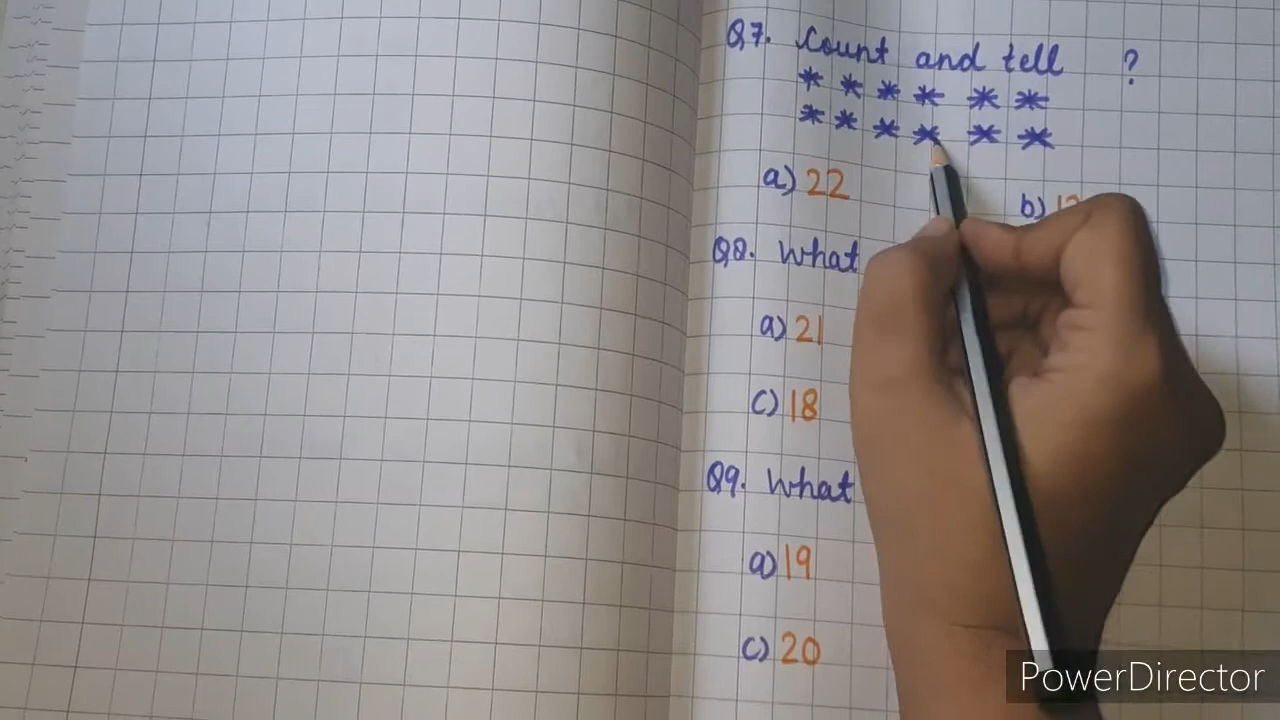 Q7. Count and tell ?
* * * * * *
* * * * * *
a) 22 b)
Q8. What
a) 21
c) 18
Q9. What
a) 19
c) 20
PowerDirector